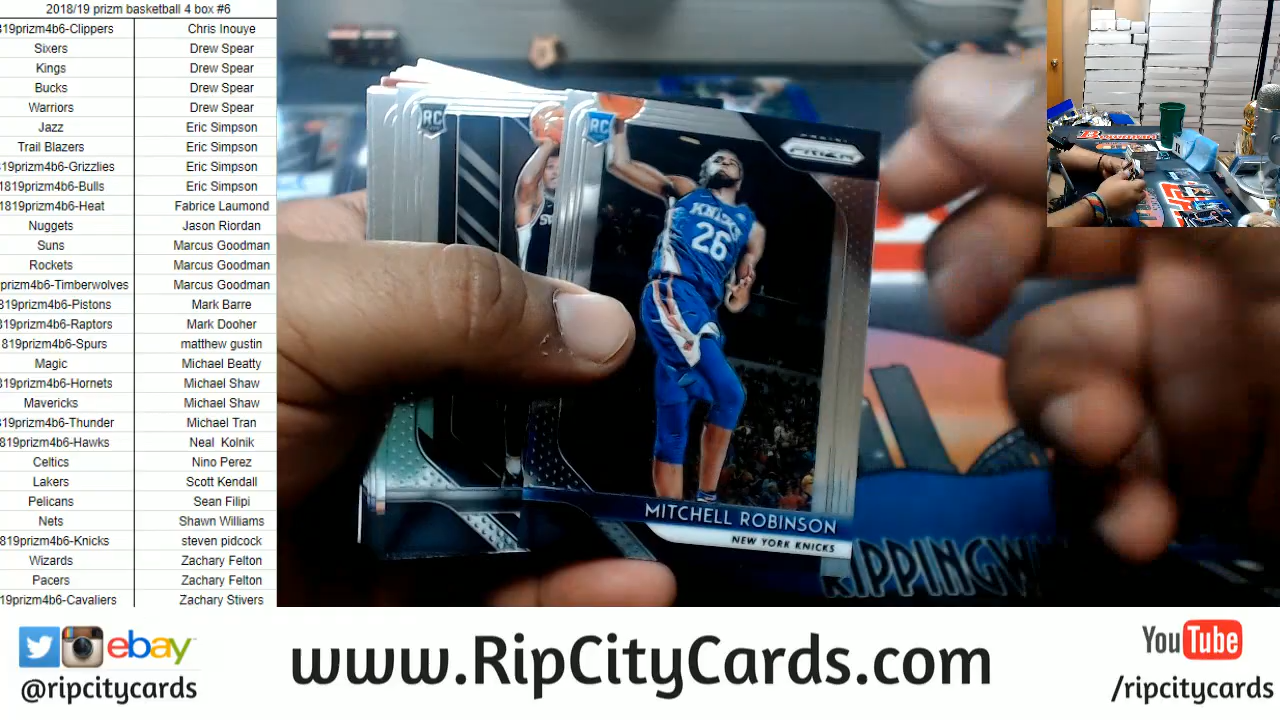 2018/19 prizm basketball 4 box #6
819prizm4b6-Clippers Chris Inouye
Sixers Drew Spear
Kings Drew Spear
Bucks Drew Spear
Warriors Drew Spear
Jazz Eric Simpson
Trail Blazers Eric Simpson
819prizm4b6-Grizzlies Eric Simpson
1819prizm4b6-Bulls Eric Simpson
1819prizm4b6-Heat Fabrice Laumond
Nuggets Jason Riordan
Suns Marcus Goodman
Rockets Marcus Goodman
prizm4b6-Timberwolves Marcus Goodman
819prizm4b6-Pistons Mark Barre
819prizm4b6-Raptors Mark Dooher
819prizm4b6-Spurs matthew gustin
Magic Michael Beatty
819prizm4b6-Hornets Michael Shaw
Mavericks Michael Shaw
819prizm4b6-Thunder Michael Tran
819prizm4b6-Hawks Neal Kolnik
Celtics Nino Perez
Lakers Scott Kendall
Pelicans Sean Filipi
Nets Shawn Williams
819prizm4b6-Knicks steven pidcock
Wizards Zachary Felton
Pacers Zachary Felton
19prizm4b6-Cavaliers Zachary Stivers
RC
RC
PANINI
PRIZM
KNICKS
26
MITCHELL ROBINSON
NEW YORK KNICKS
RIPPINGW
ebay
@ripcitycards
www.RipCityCards.com
YouTube
/ripcitycards